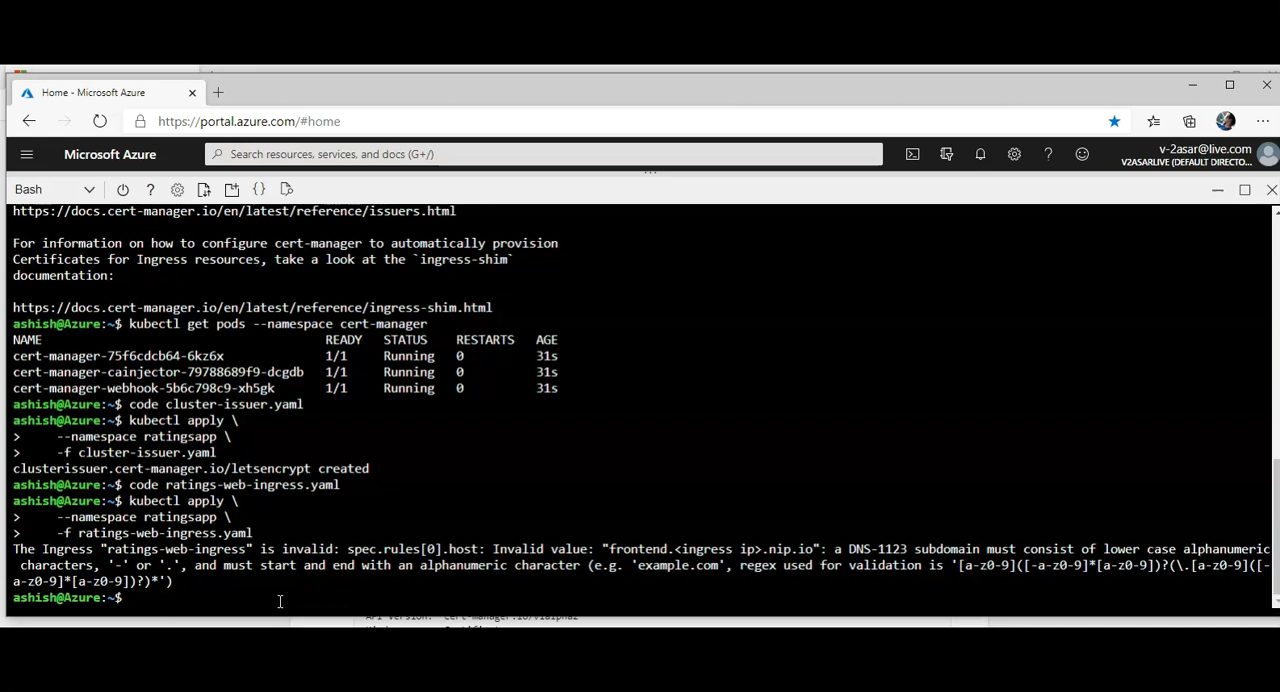 Home - Microsoft Azure
https://portal.azure.com/#home
Microsoft Azure
Search resources, services, and docs (G+/)
v-2asar@live.com
V2ASARLIVE (DEFAULT DIRECTO...
Bash
https://docs.cert-manager.io/en/latest/reference/issuers.html
For information on how to configure cert-manager to automatically provision
Certificates for Ingress resources, take a look at the `ingress-shim`
documentation:
https://docs.cert-manager.io/en/latest/reference/ingress-shim.html
ashish@Azure:~$ kubectl get pods --namespace cert-manager
NAME READY STATUS RESTARTS AGE
cert-manager-75f6cdcb64-6kz6x 1/1 Running 0 31s
cert-manager-cainjector-79788689f9-dcgdb 1/1 Running 0 31s
cert-manager-webhook-5b6c798c9-xh5gk 1/1 Running 0 31s
ashish@Azure:~$ code cluster-issuer.yaml
ashish@Azure:~$ kubectl apply \
> --namespace ratingsapp \
> -f cluster-issuer.yaml
clusterissuer.cert-manager.io/letsencrypt created
ashish@Azure:~$ code ratings-web-ingress.yaml
ashish@Azure:~$ kubectl apply \
> --namespace ratingsapp \
> -f ratings-web-ingress.yaml
The Ingress "ratings-web-ingress" is invalid: spec.rules[0].host: Invalid value: "frontend.<ingress ip>.nip.io": a DNS-1123 subdomain must consist of lower case alphanumeric
characters, '-' or '.', and must start and end with an alphanumeric character (e.g. 'example.com', regex used for validation is '[a-z0-9]([-a-z0-9]*[a-z0-9])?(\.[a-z0-9]([-
a-z0-9]*[a-z0-9])?)*')
ashish@Azure:~$